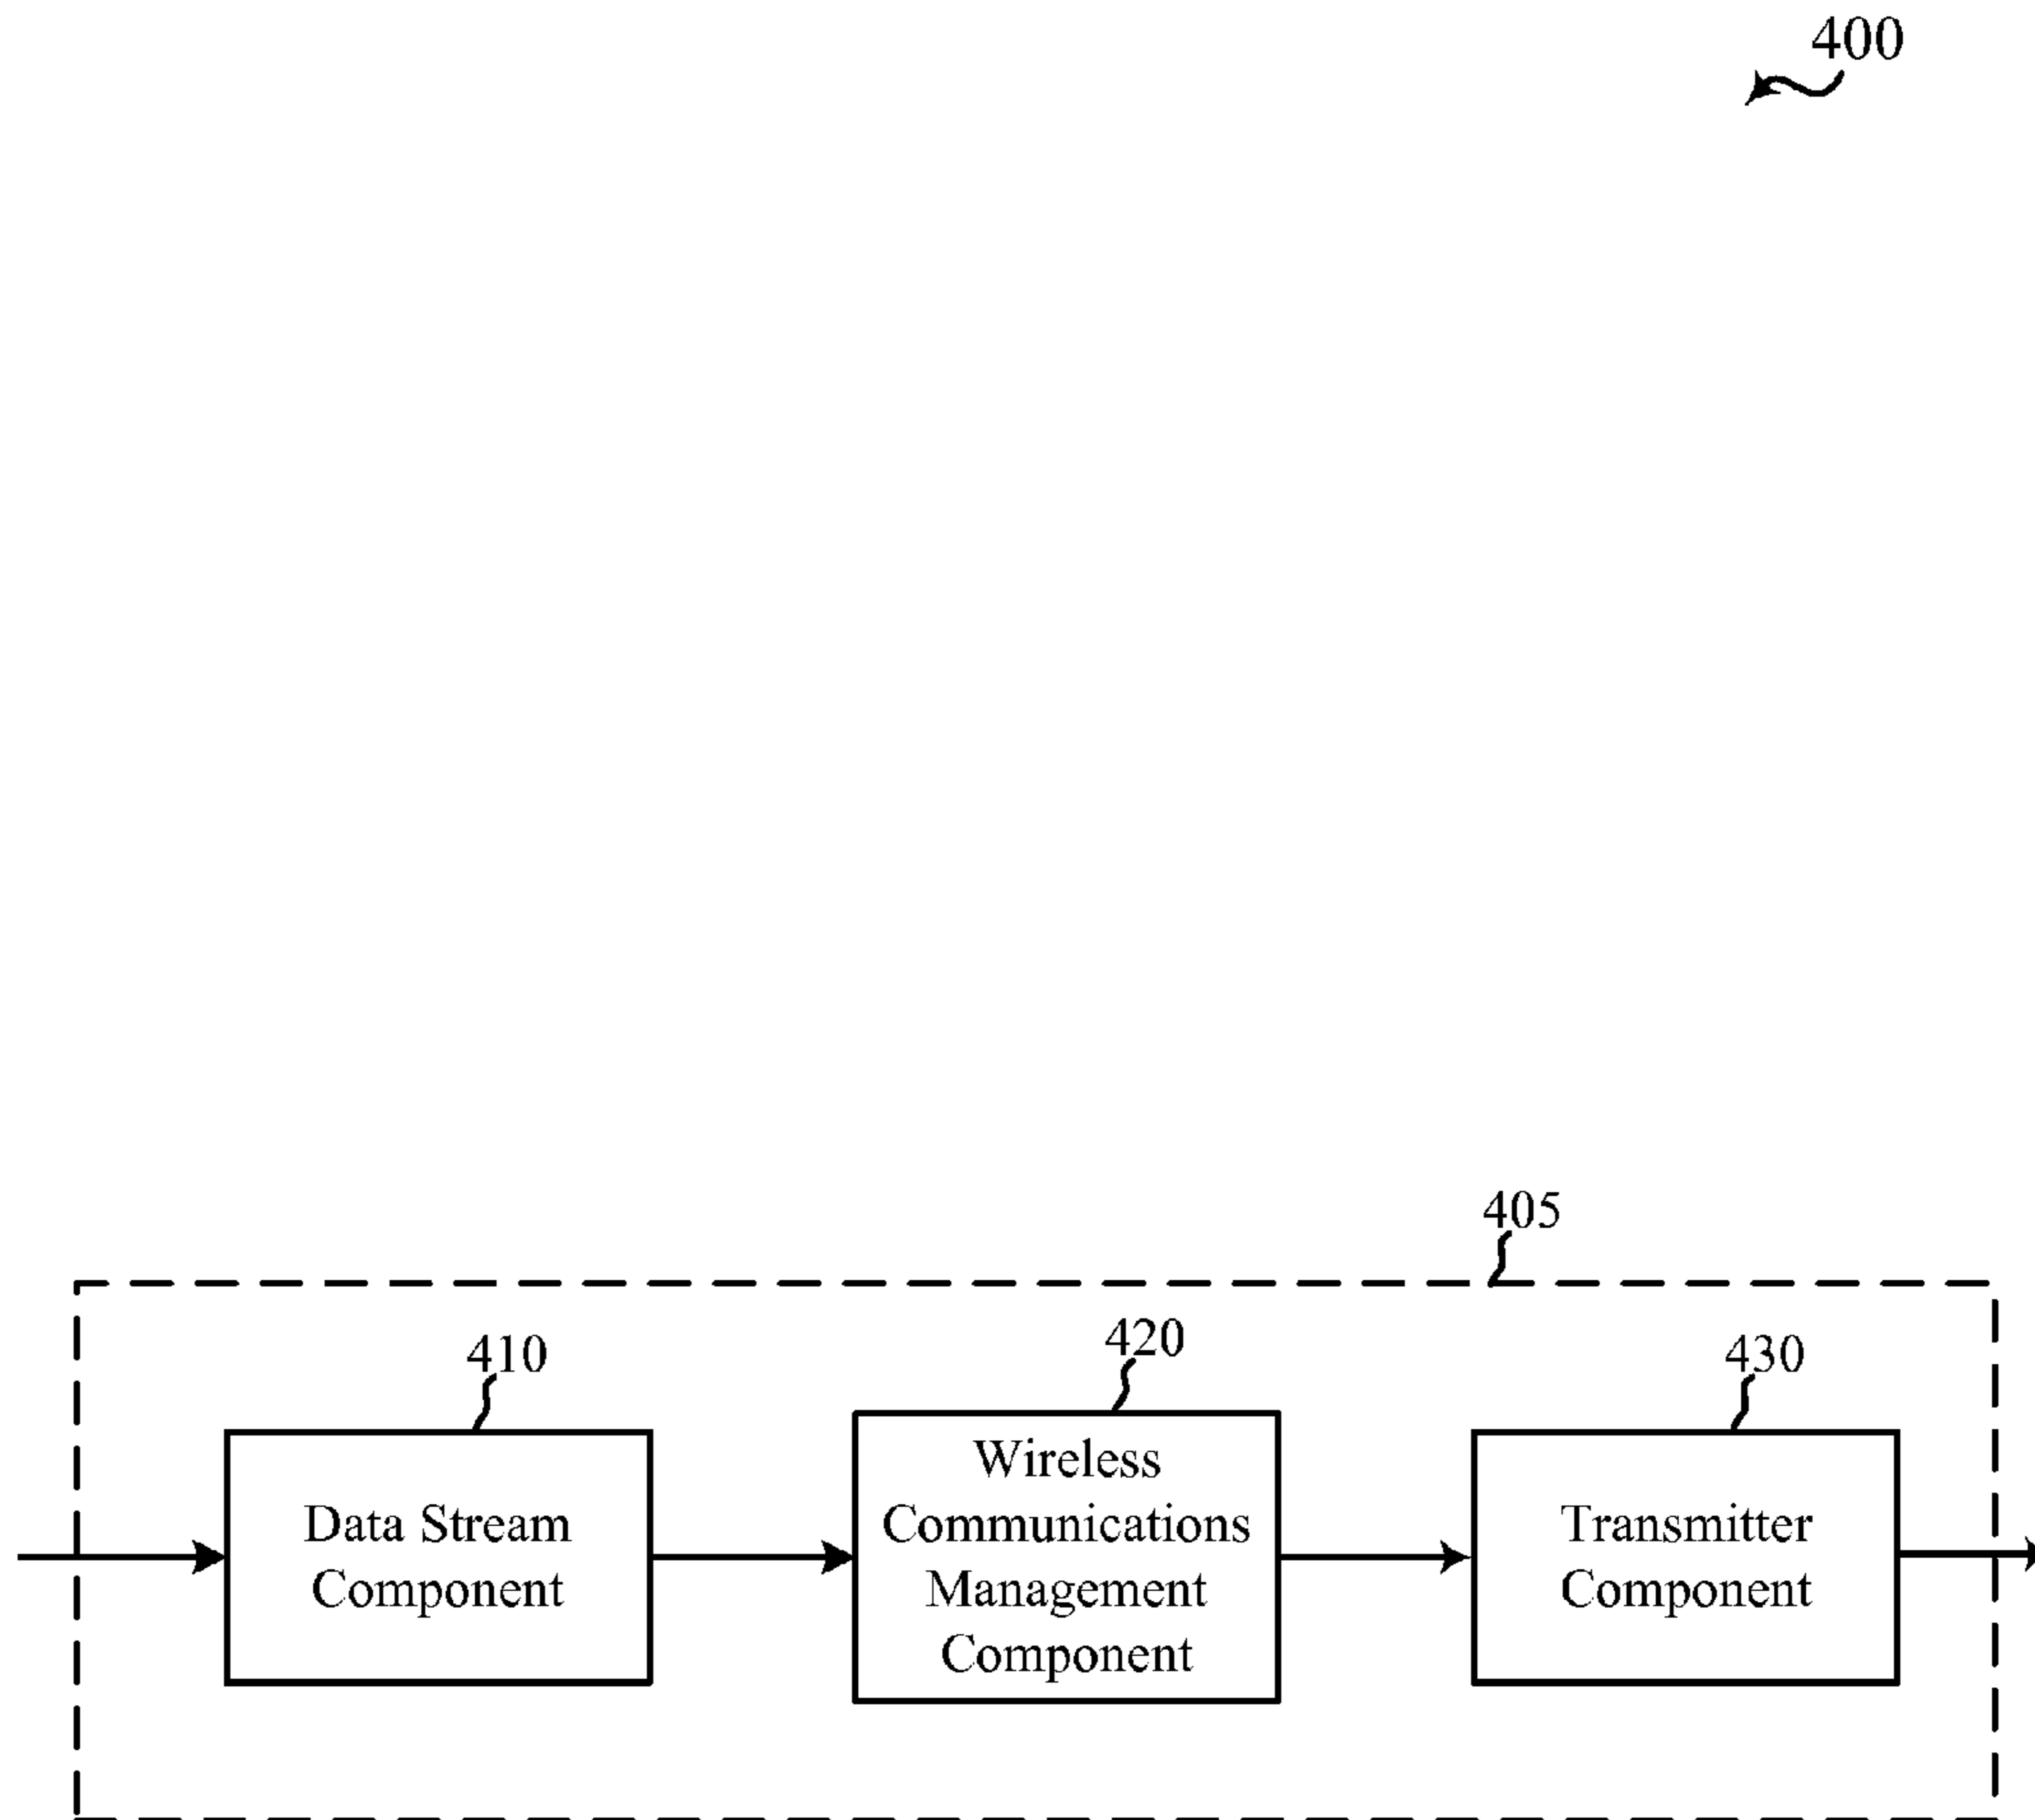 400
405
410
420
430
Data Stream
Component
Wireless
Communications
Management
Component
Transmitter
Component